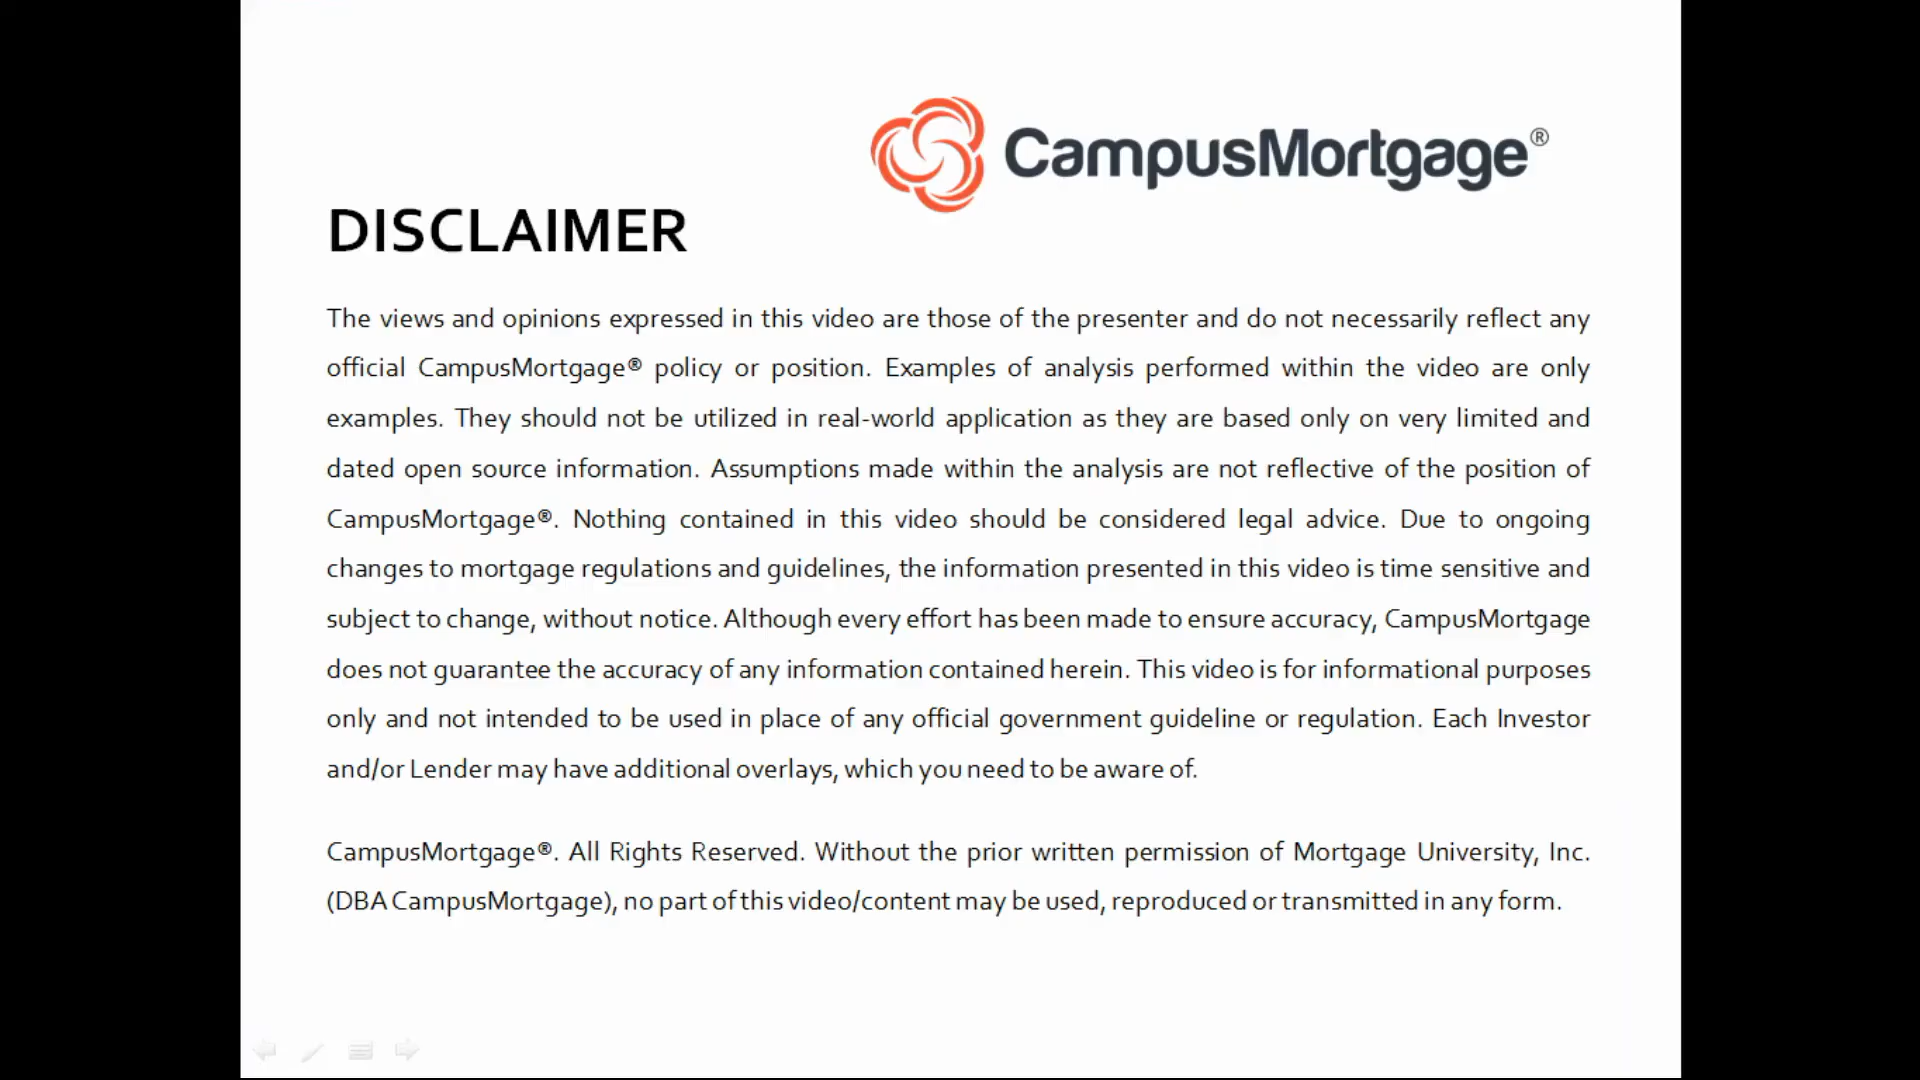 CampusMortgage®
DISCLAIMER
The views and opinions expressed in this video are those of the presenter and do not necessarily reflect any
official CampusMortgage® policy or position. Examples of analysis performed within the video are only
examples. They should not be utilized in real-world application as they are based only on very limited and
dated open source information. Assumptions made within the analysis are not reflective of the position of
CampusMortgage®. Nothing contained in this video should be considered legal advice. Due to ongoing
changes to mortgage regulations and guidelines, the information presented in this video is time sensitive and
subject to change, without notice. Although every effort has been made to ensure accuracy, CampusMortgage
does not guarantee the accuracy of any information contained herein. This video is for informational purposes
only and not intended to be used in place of any official government guideline or regulation. Each Investor
and/or Lender may have additional overlays, which you need to be aware of.
CampusMortgage®. All Rights Reserved. Without the prior written permission of Mortgage University, Inc.
(DBA CampusMortgage), no part of this video/content may be used, reproduced or transmitted in any form.